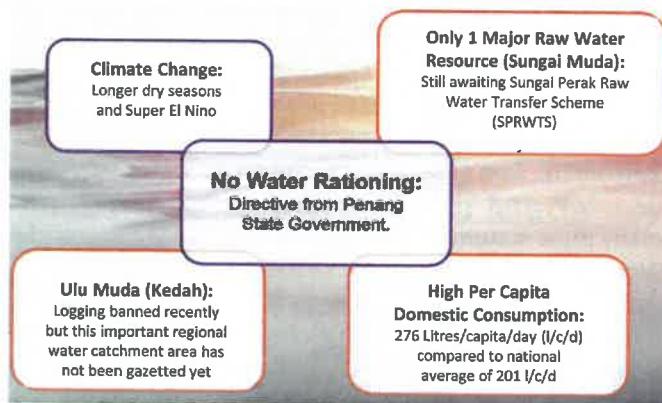 Climate Change:
Longer dry seasons
and Super El Nino
Only 1 Major Raw Water
Resource (Sungai Muda):
Still awaiting Sungai Perak Raw
Water Transfer Scheme
(SPRWTS)
No Water Rationing:
Directive from Penang
State Government.
Ulu Muda (Kedah):
Logging banned recently
but this important regional
water catchment area has
not been gazetted yet
High Per Capita
Domestic Consumption:
276 Litres/capita/day (l/c/d)
compared to national
average of 201 l/c/d